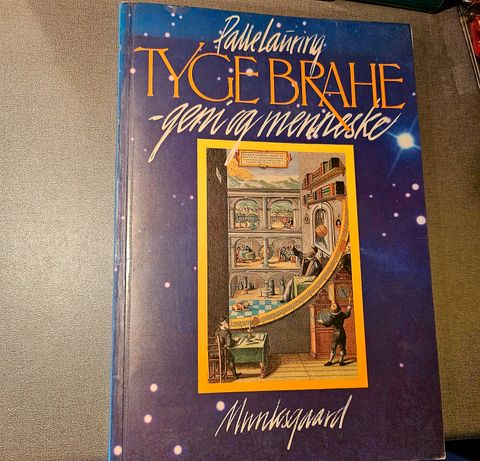 Palle Lauring
TYGE BRAHE
- geni og menneske
Munksgaard